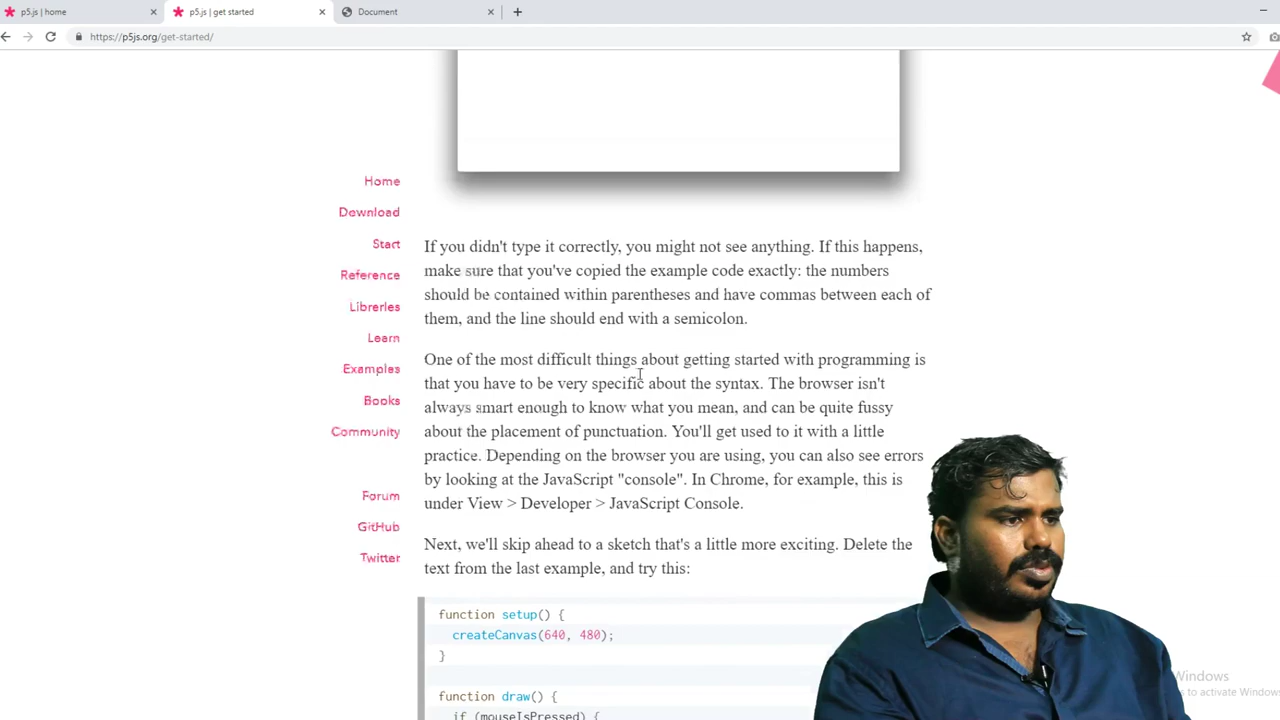 p5.js | home
p5.js | get started
Document
https://p5js.org/get-started/
Home
Download
Start
Reference
Libreries
Learn
Examples
Books
Community
Forum
GitHub
Twitter
If you didn't type it correctly, you might not see anything. If this happens,
make sure that you've copied the example code exactly: the numbers
should be contained within parentheses and have commas between each of
them, and the line should end with a semicolon.
One of the most difficult things about getting started with programming is
that you have to be very specific about the syntax. The browser isn't
always smart enough to know what you mean, and can be quite fussy
about the placement of punctuation. You'll get used to it with a little
practice. Depending on the browser you are using, you can also see errors
by looking at the JavaScript "console". In Chrome, for example, this is
under View > Developer > JavaScript Console.
Next, we'll skip ahead to a sketch that's a little more exciting. Delete the
text from the last example, and try this:
function setup() {
createCanvas(640, 480);
}
function draw() {
if (mouseIsPressed) {
Windows
s to activate Windows